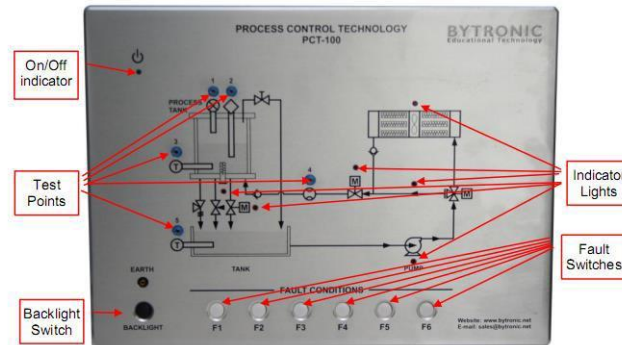 PROCESS CONTROL TECHNOLOGY
PCT-100
BYTRONIC
Educational Technology
On/Off
indicator
1
2
PROCESS
TANK
3
4
M
T
Test
Points
Indicator
Lights
M
M
5
T
TANK
PUMP
Fault
Switches
EARTH
FAULT CONDITIONS
Backlight
Switch
BACKLIGHT
F1
F2
F3
F4
F5
F6
Website: www.bytronic.net
E-mail: sales@bytronic.net